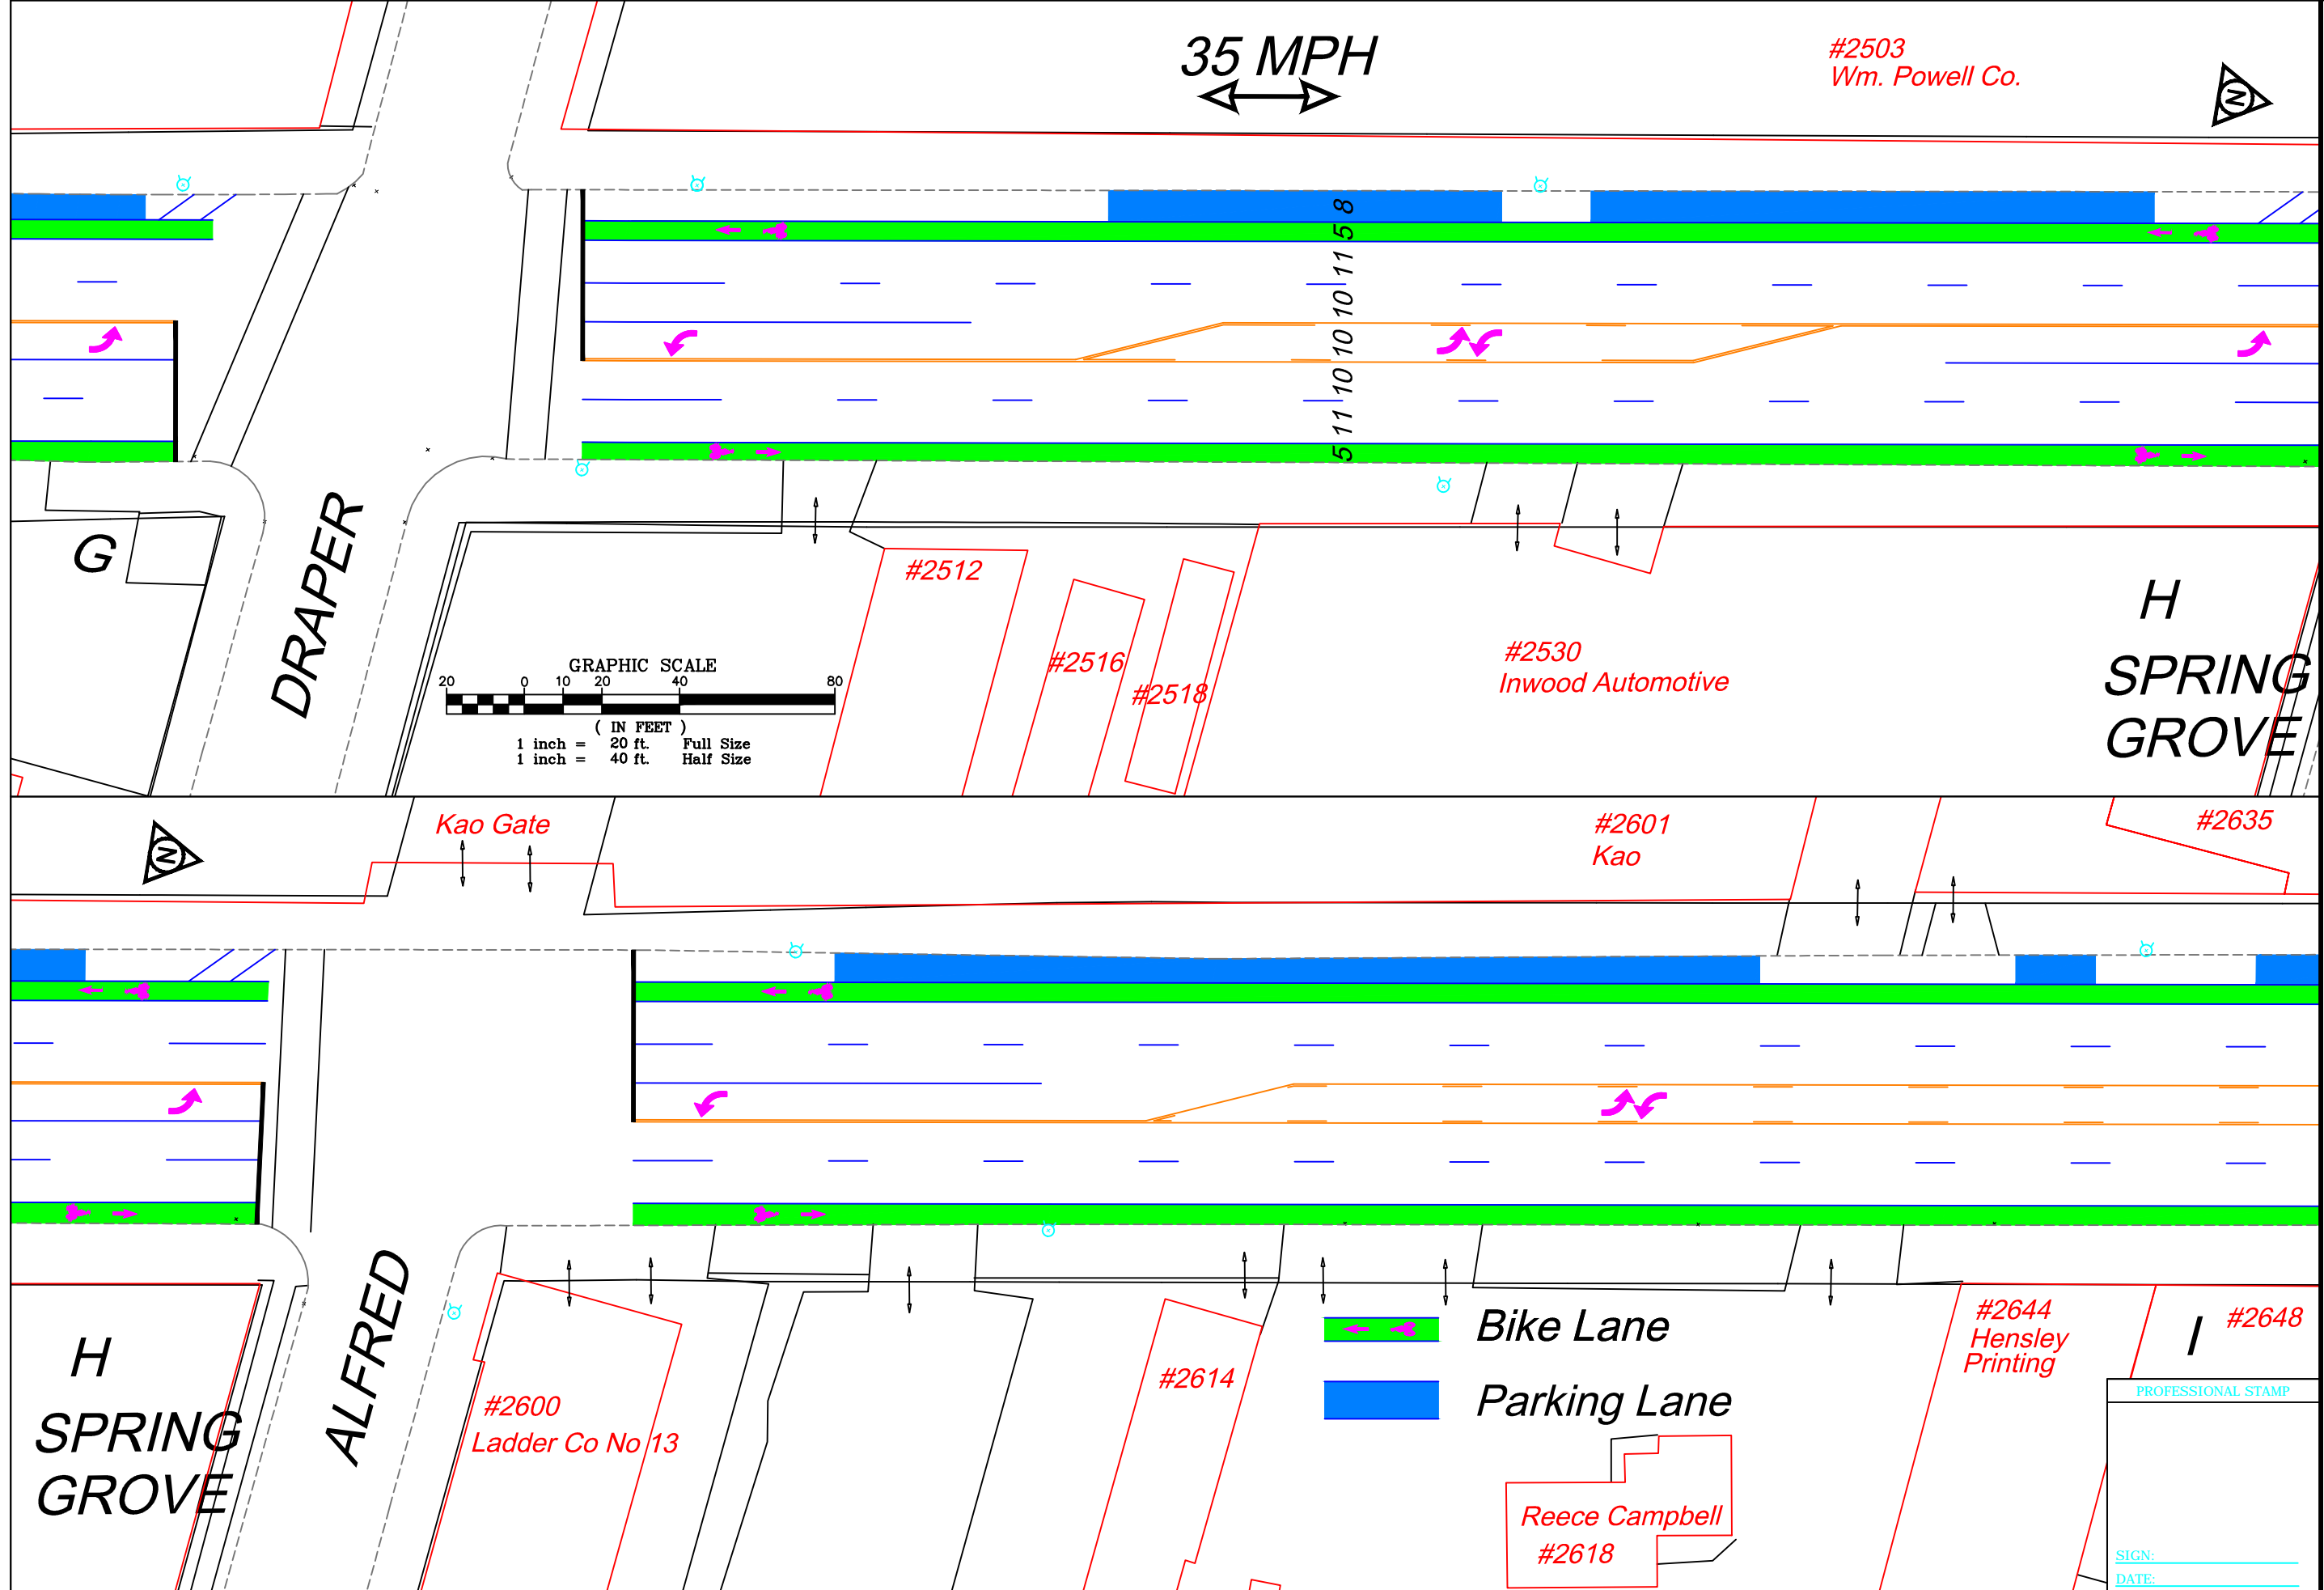 35 MPH
#2503
Wm. Powell Co.
N
8
5
11
10
10
10
11
5
G
DRAPER
#2512
#2516
#2518
#2530
Inwood Automotive
H
SPRING
GROVE
GRAPHIC SCALE
20 0 10 20 40 80
( IN FEET )
1 inch = 20 ft. Full Size
1 inch = 40 ft. Half Size
N
Kao Gate
#2601
Kao
#2635
H
SPRING
GROVE
ALFRED
#2600
Ladder Co No 13
#2614
Bike Lane
Parking Lane
Reece Campbell
#2618
#2644
Hensley
Printing
I
#2648
PROFESSIONAL STAMP
SIGN:
DATE: